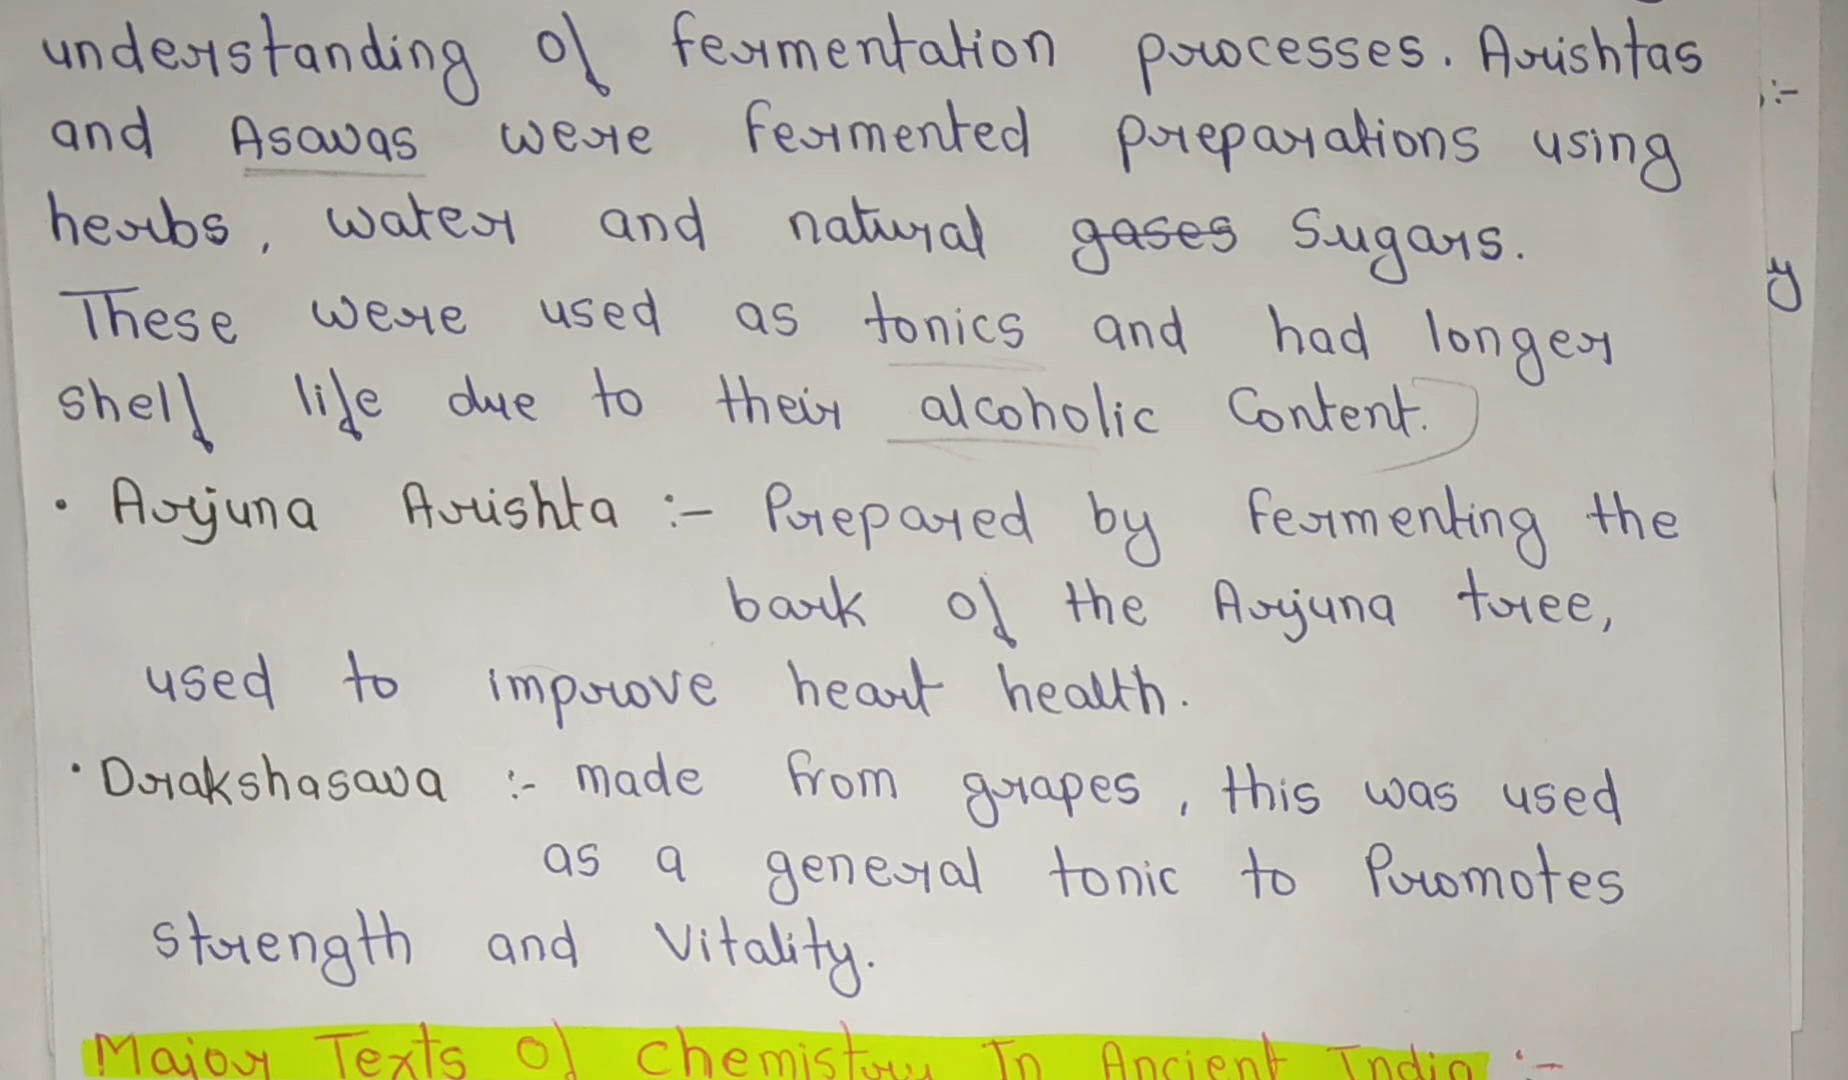 understanding of fermentation processes. Arishtas
and Asavas were fermented preparations using
herbs, water and natural gases Sugars.
These were used as tonics and had longer
shelf life due to their alcoholic Content.
• Arjuna Arishta :- Prepared by fermenting the
bark of the Arjuna tree,
used to improve heart health.
• Drakshasava :- made from grapes, this was used
as a general tonic to Promotes
strength and Vitality.
Major Texts Of Chemistry In Ancient India :-
:-
y